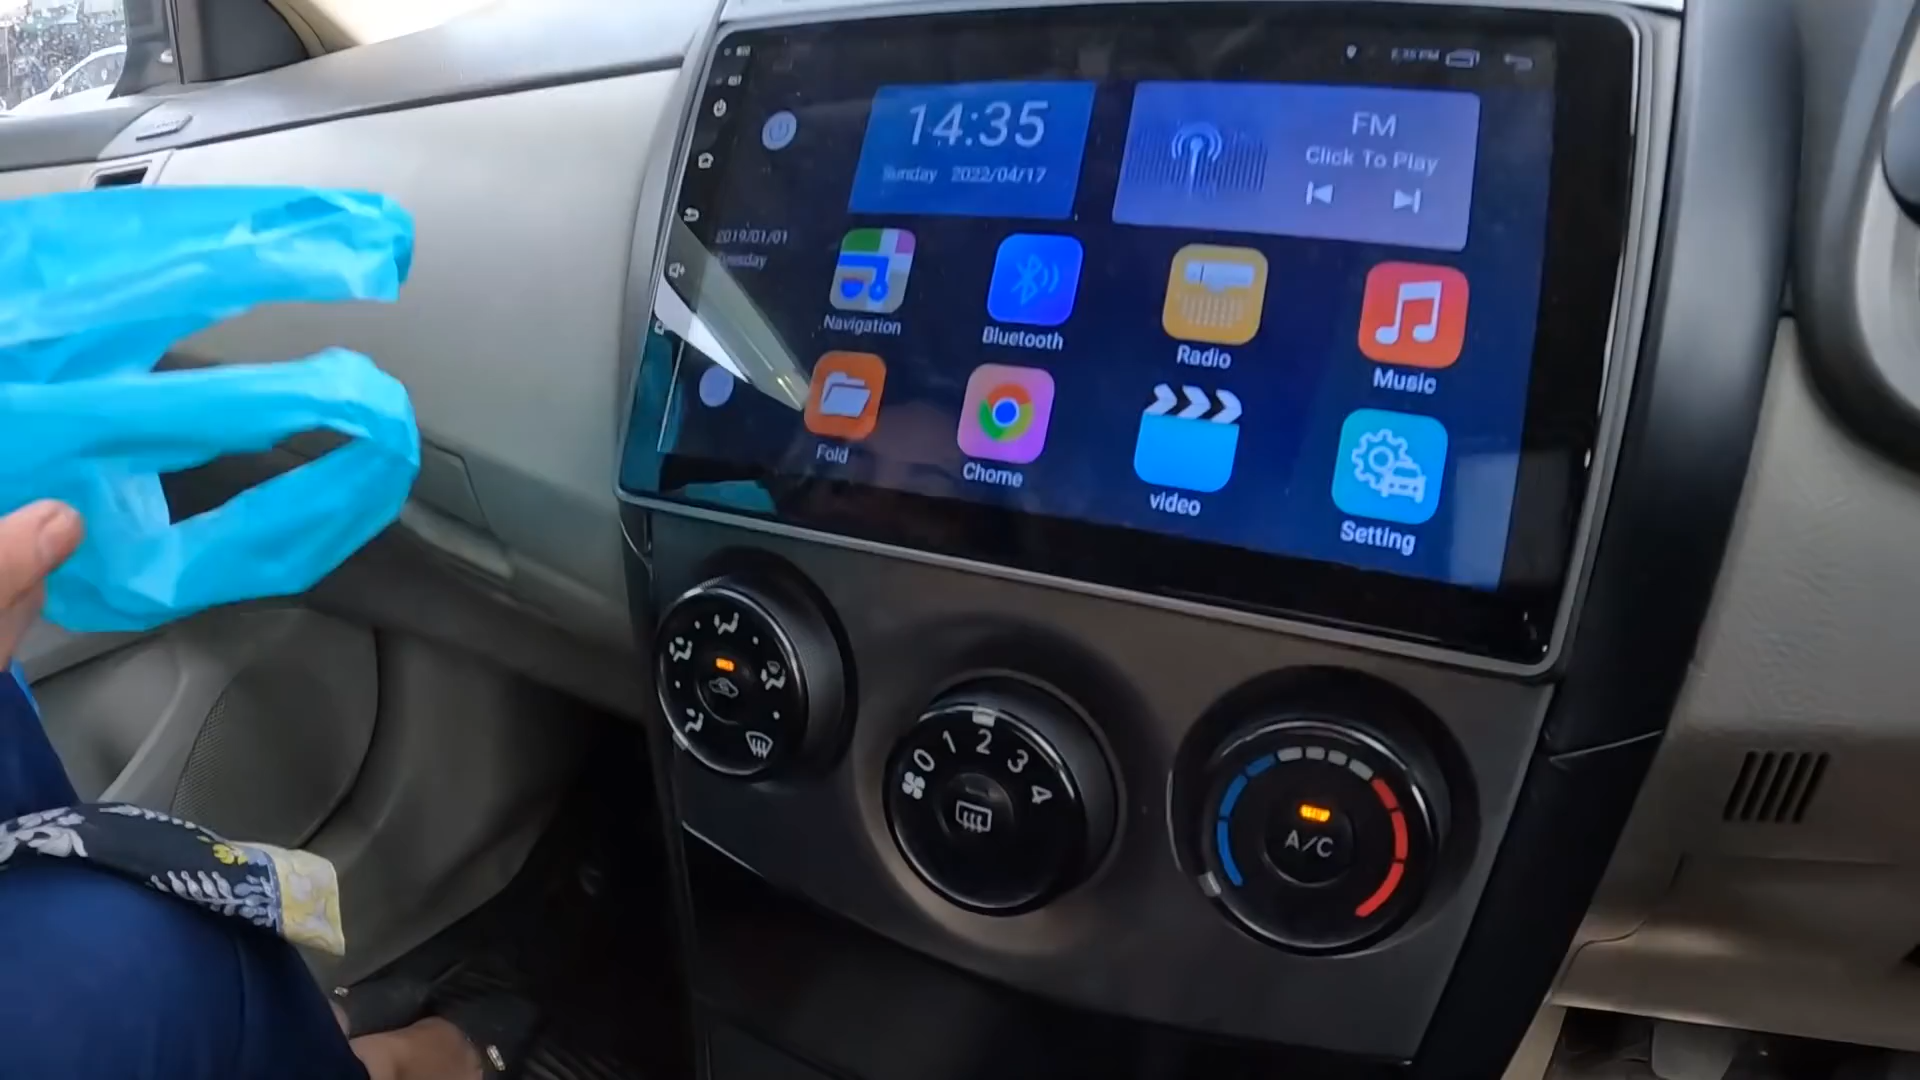 14:35
Sunday 2022/04/17
FM
Click To Play
2019/01/01
Navigation
Bluetooth
Radio
Music
Fold
Chome
video
Setting
0 1 2 3 4
A/C